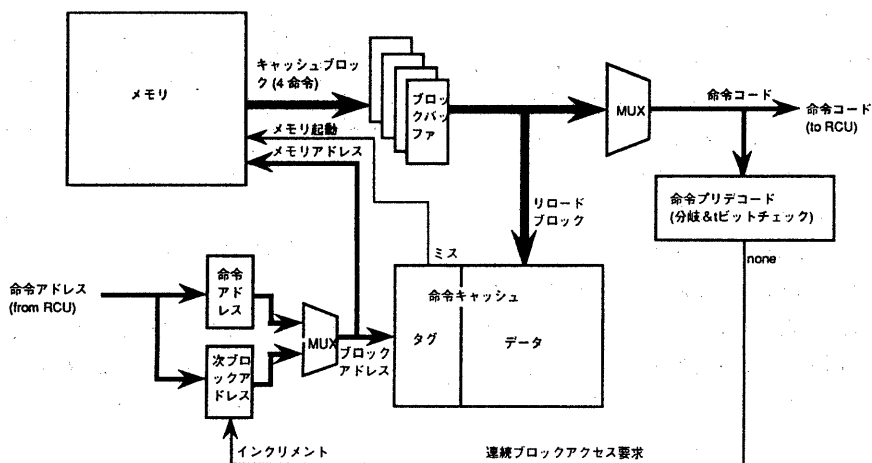 メモリ
キャッシュブロッ
ク (4 命令)
ブロッ
クバッ
ファ
MUX
命令コード
命令コード
(to RCU)
メモリ起動
メモリアドレス
命令プリデコード
(分岐&tビットチェック)
リロード
ブロック
none
ミス
命令アドレス
(from RCU)
命令
アド
レス
命令キャッシュ
MUX
ブロック
アドレス
タグ
データ
次ブロ
ックア
ドレス
インクリメント
連続ブロックアクセス要求